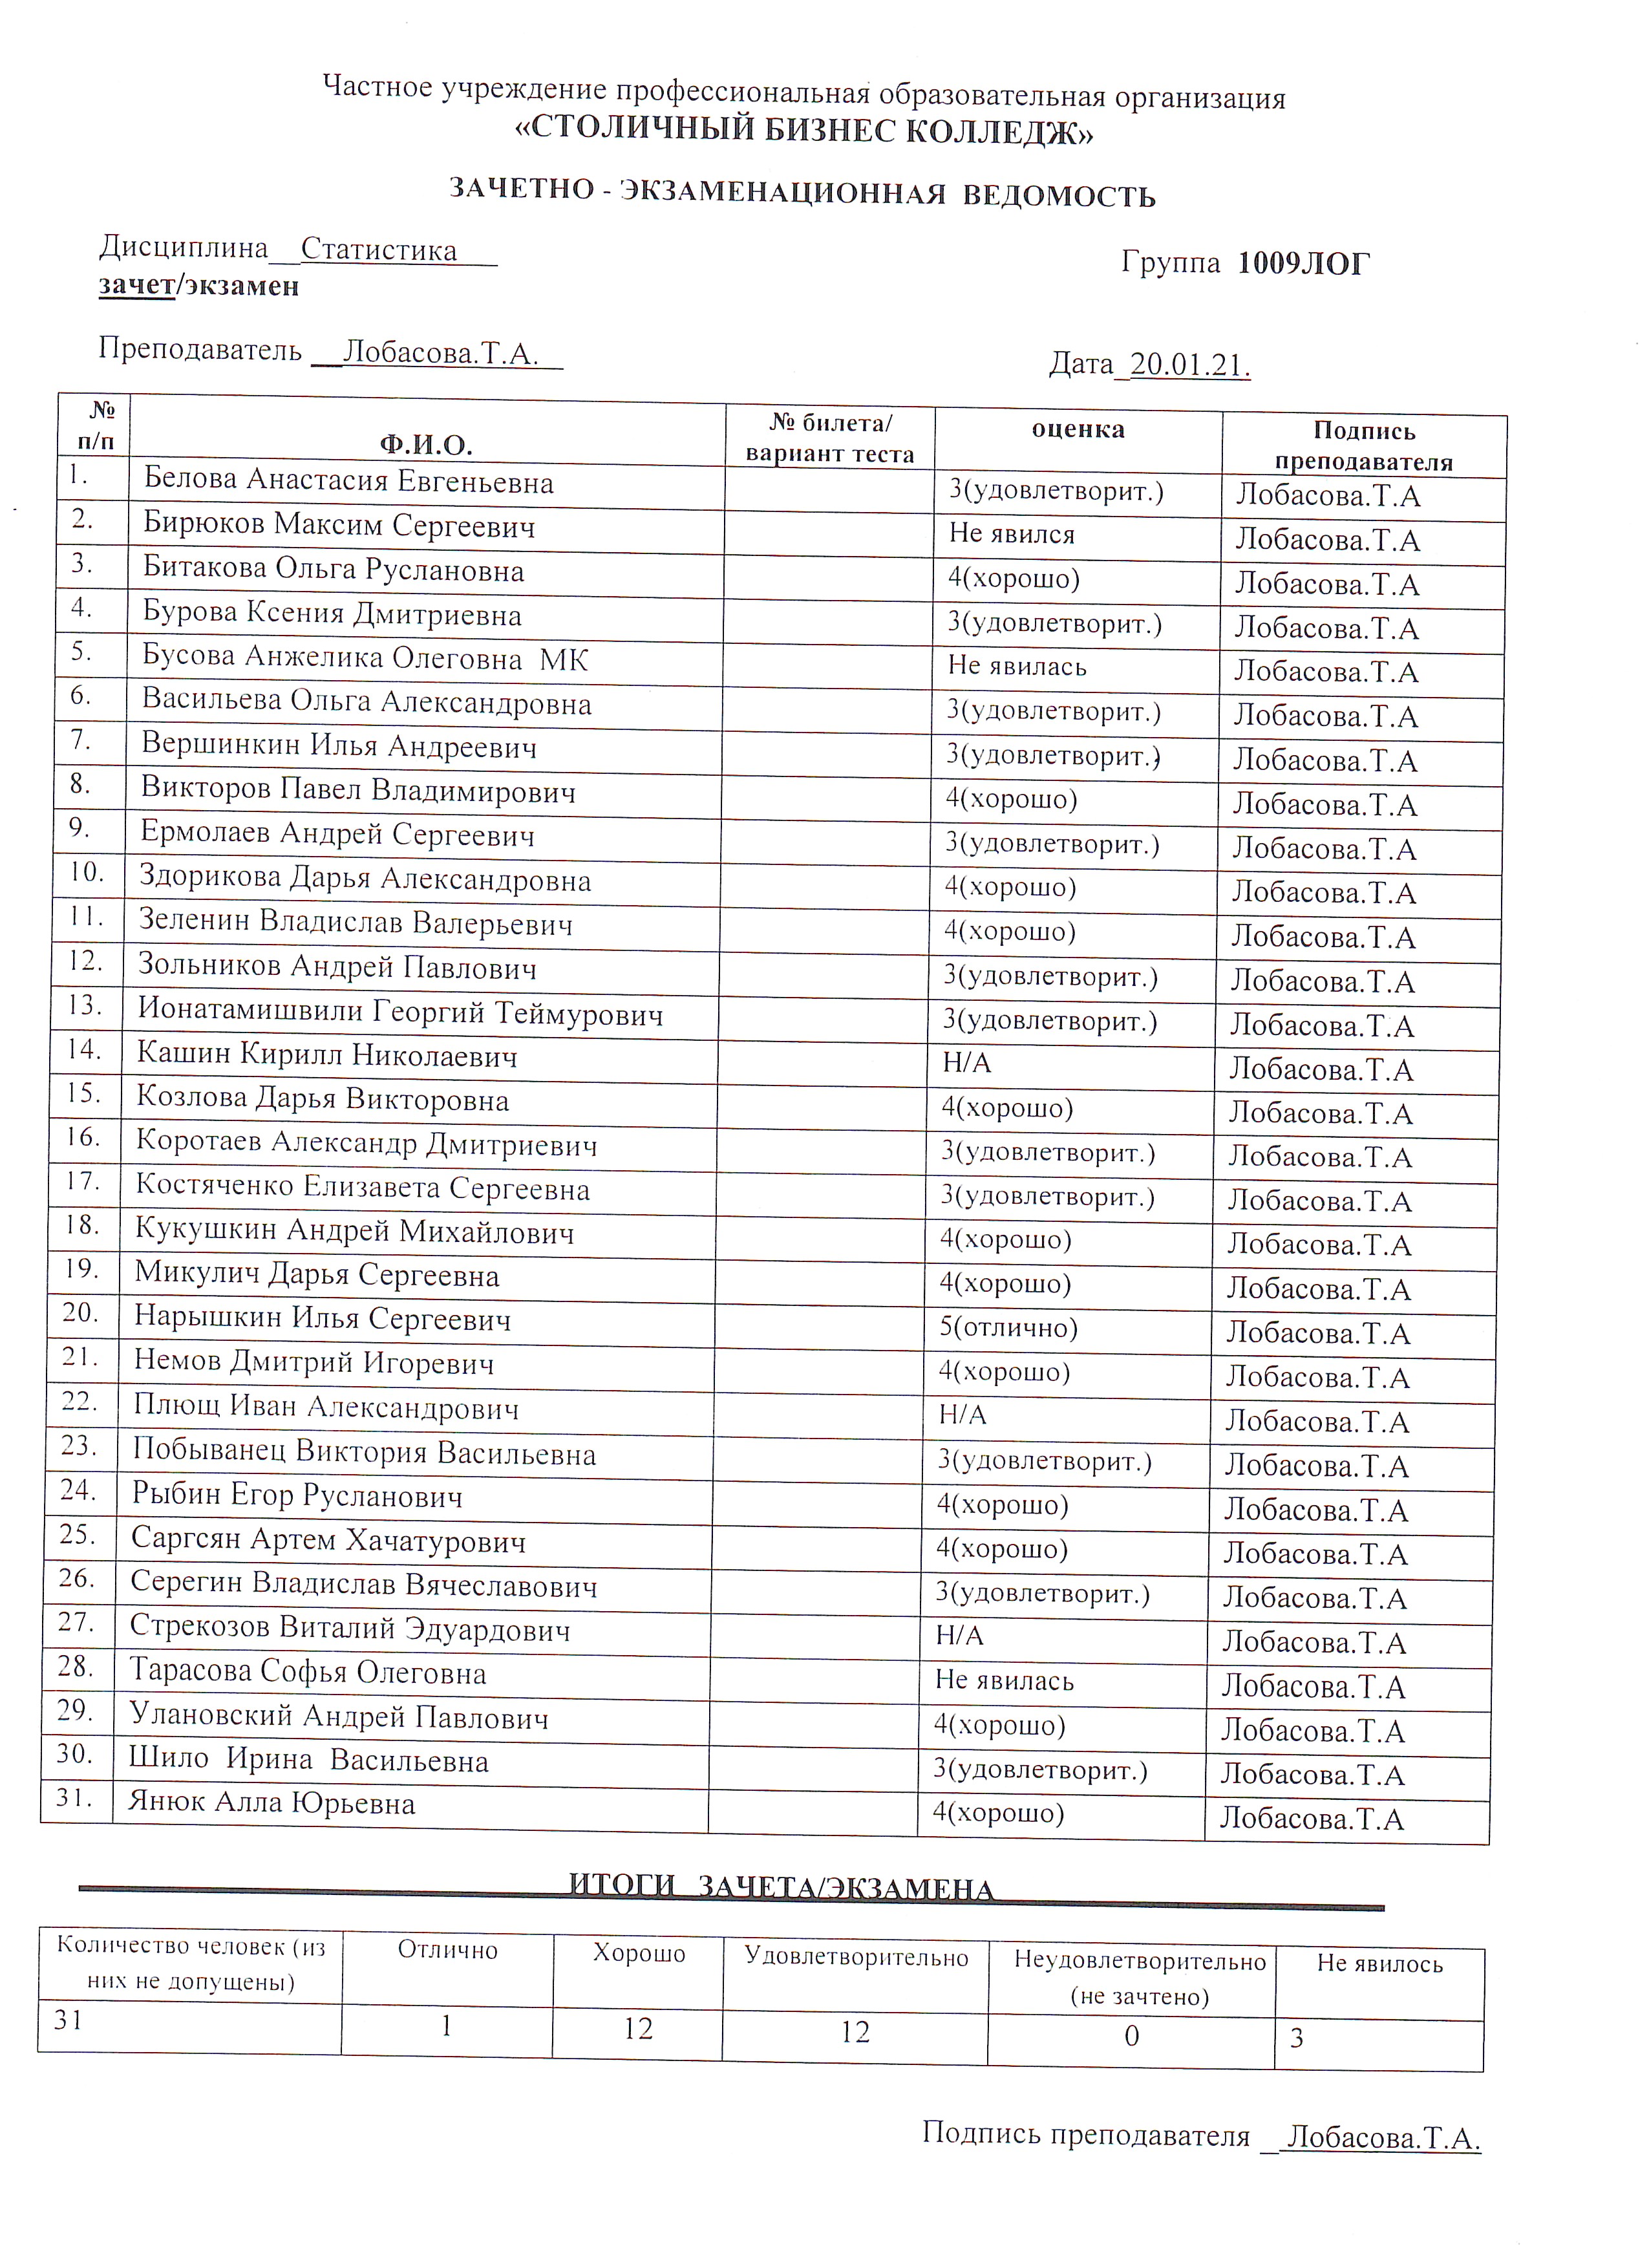 Частное учреждение профессиональная образовательная организация
«СТОЛИЧНЫЙ БИЗНЕС КОЛЛЕДЖ»
ЗАЧЕТНО - ЭКЗАМЕНАЦИОННАЯ ВЕДОМОСТЬ
Дисциплина__Статистика___ Группа 1009ЛОГ
зачет/экзамен
Преподаватель __Лобасова.Т.А.__ Дата_20.01.21.
№ п/п Ф.И.О. № билета/ вариант теста оценка Подпись преподавателя
1. Белова Анастасия Евгеньевна 3(удовлетворит.) Лобасова.Т.А
2. Бирюков Максим Сергеевич Не явился Лобасова.Т.А
3. Битакова Ольга Руслановна 4(хорошо) Лобасова.Т.А
4. Бурова Ксения Дмитриевна 3(удовлетворит.) Лобасова.Т.А
5. Бусова Анжелика Олеговна МК Не явилась Лобасова.Т.А
6. Васильева Ольга Александровна 3(удовлетворит.) Лобасова.Т.А
7. Вершинкин Илья Андреевич 3(удовлетворит.) Лобасова.Т.А
8. Викторов Павел Владимирович 4(хорошо) Лобасова.Т.А
9. Ермолаев Андрей Сергеевич 3(удовлетворит.) Лобасова.Т.А
10. Здорикова Дарья Александровна 4(хорошо) Лобасова.Т.А
11. Зеленин Владислав Валерьевич 4(хорошо) Лобасова.Т.А
12. Зольников Андрей Павлович 3(удовлетворит.) Лобасова.Т.А
13. Ионатамишвили Георгий Теймурович 3(удовлетворит.) Лобасова.Т.А
14. Кашин Кирилл Николаевич Н/А Лобасова.Т.А
15. Козлова Дарья Викторовна 4(хорошо) Лобасова.Т.А
16. Коротаев Александр Дмитриевич 3(удовлетворит.) Лобасова.Т.А
17. Костяченко Елизавета Сергеевна 3(удовлетворит.) Лобасова.Т.А
18. Кукушкин Андрей Михайлович 4(хорошо) Лобасова.Т.А
19. Микулич Дарья Сергеевна 4(хорошо) Лобасова.Т.А
20. Нарышкин Илья Сергеевич 5(отлично) Лобасова.Т.А
21. Немов Дмитрий Игоревич 4(хорошо) Лобасова.Т.А
22. Плющ Иван Александрович Н/А Лобасова.Т.А
23. Побыванец Виктория Васильевна 3(удовлетворит.) Лобасова.Т.А
24. Рыбин Егор Русланович 4(хорошо) Лобасова.Т.А
25. Саргсян Артем Хачатурович 4(хорошо) Лобасова.Т.А
26. Серегин Владислав Вячеславович 3(удовлетворит.) Лобасова.Т.А
27. Стрекозов Виталий Эдуардович Н/А Лобасова.Т.А
28. Тарасова Софья Олеговна Не явилась Лобасова.Т.А
29. Улановский Андрей Павлович 4(хорошо) Лобасова.Т.А
30. Шило Ирина Васильевна 3(удовлетворит.) Лобасова.Т.А
31. Янюк Алла Юрьевна 4(хорошо) Лобасова.Т.А
ИТОГИ ЗАЧЕТА/ЭКЗАМЕНА
Количество человек (из них не допущены) Отлично Хорошо Удовлетворительно Неудовлетворительно (не зачтено) Не явилось
31 1 12 12 0 3
Подпись преподавателя _Лобасова.Т.А.